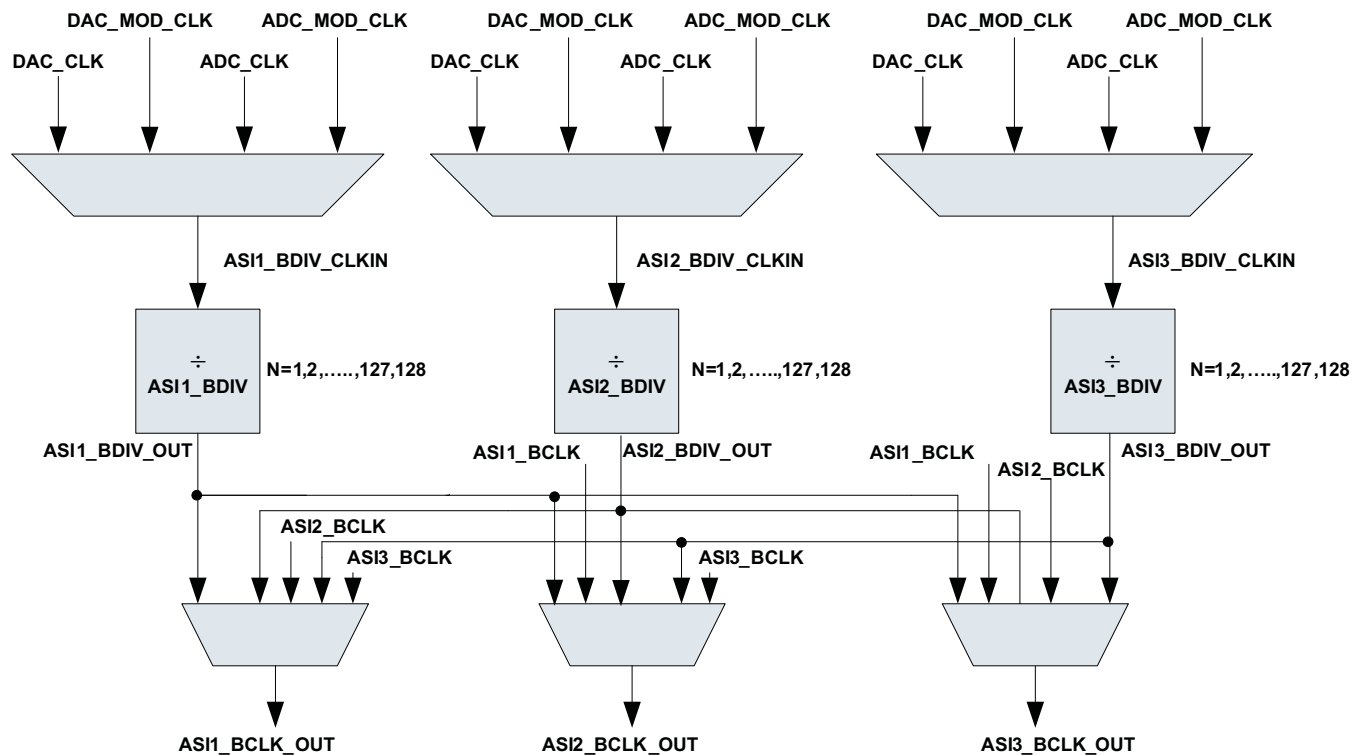 DAC_MOD_CLK
ADC_MOD_CLK
DAC_MOD_CLK
ADC_MOD_CLK
DAC_MOD_CLK
ADC_MOD_CLK
DAC_CLK
ADC_CLK
DAC_CLK
ADC_CLK
DAC_CLK
ADC_CLK
ASI1_BDIV_CLKIN
ASI2_BDIV_CLKIN
ASI3_BDIV_CLKIN
÷
ASI1_BDIV
N=1,2,.....,127,128
÷
ASI2_BDIV
N=1,2,.....,127,128
÷
ASI3_BDIV
N=1,2,.....,127,128
ASI1_BDIV_OUT
ASI1_BCLK
ASI2_BDIV_OUT
ASI1_BCLK
ASI2_BCLK
ASI3_BDIV_OUT
ASI2_BCLK
ASI3_BCLK
ASI3_BCLK
ASI1_BCLK_OUT
ASI2_BCLK_OUT
ASI3_BCLK_OUT